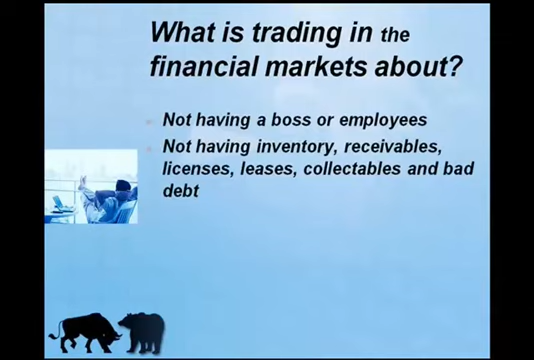 What is trading in the
financial markets about?
Not having a boss or employees
Not having inventory, receivables,
licenses, leases, collectables and bad
debt